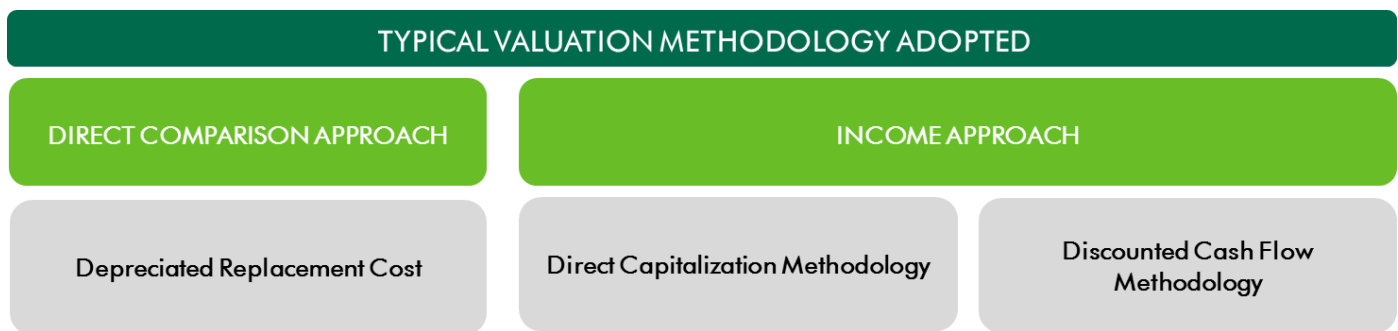 TYPICAL VALUATION METHODOLOGY ADOPTED
DIRECT COMPARISON APPROACH
INCOME APPROACH
Depreciated Replacement Cost
Direct Capitalization Methodology
Discounted Cash Flow
Methodology